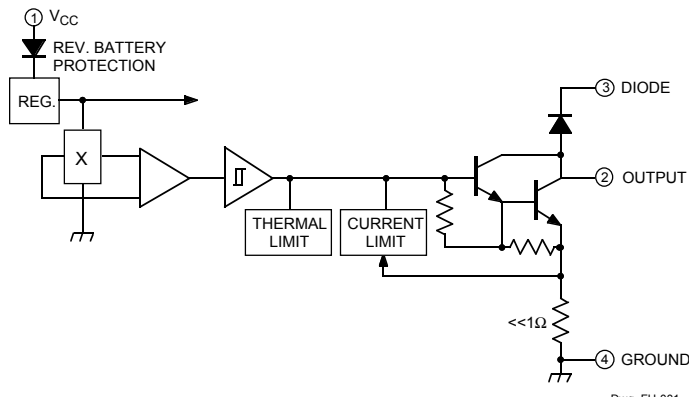 1 VCC
REV. BATTERY
PROTECTION
REG.
3 DIODE
X
2 OUTPUT
THERMAL
LIMIT
CURRENT
LIMIT
<<1Ω
4 GROUND